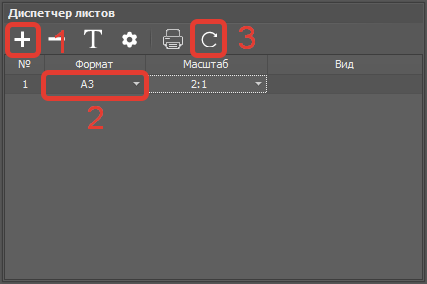 Диспетчер листов
1 T 3
№ Формат Масштаб Вид
1 A3 2:1
2